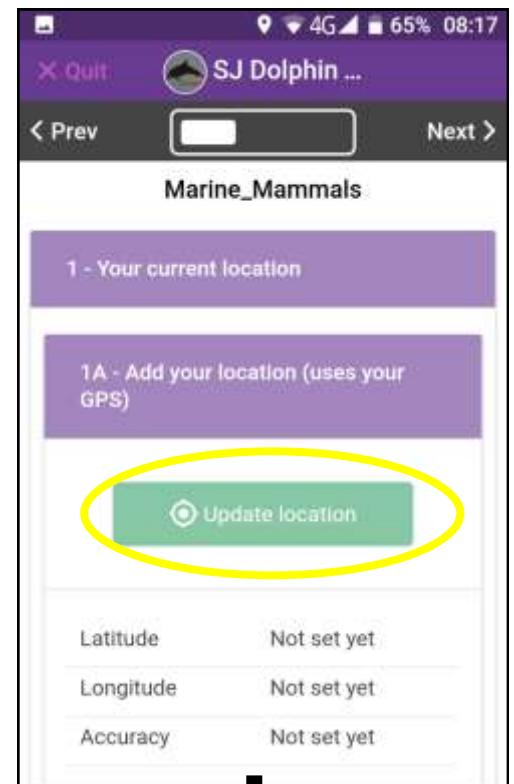 4G 65% 08:17
Quit SJ Dolphin ...
Prev Next
Marine_Mammals
1 - Your current location
1A - Add your location (uses your
GPS)
Update location
Latitude Not set yet
Longitude Not set yet
Accuracy Not set yet